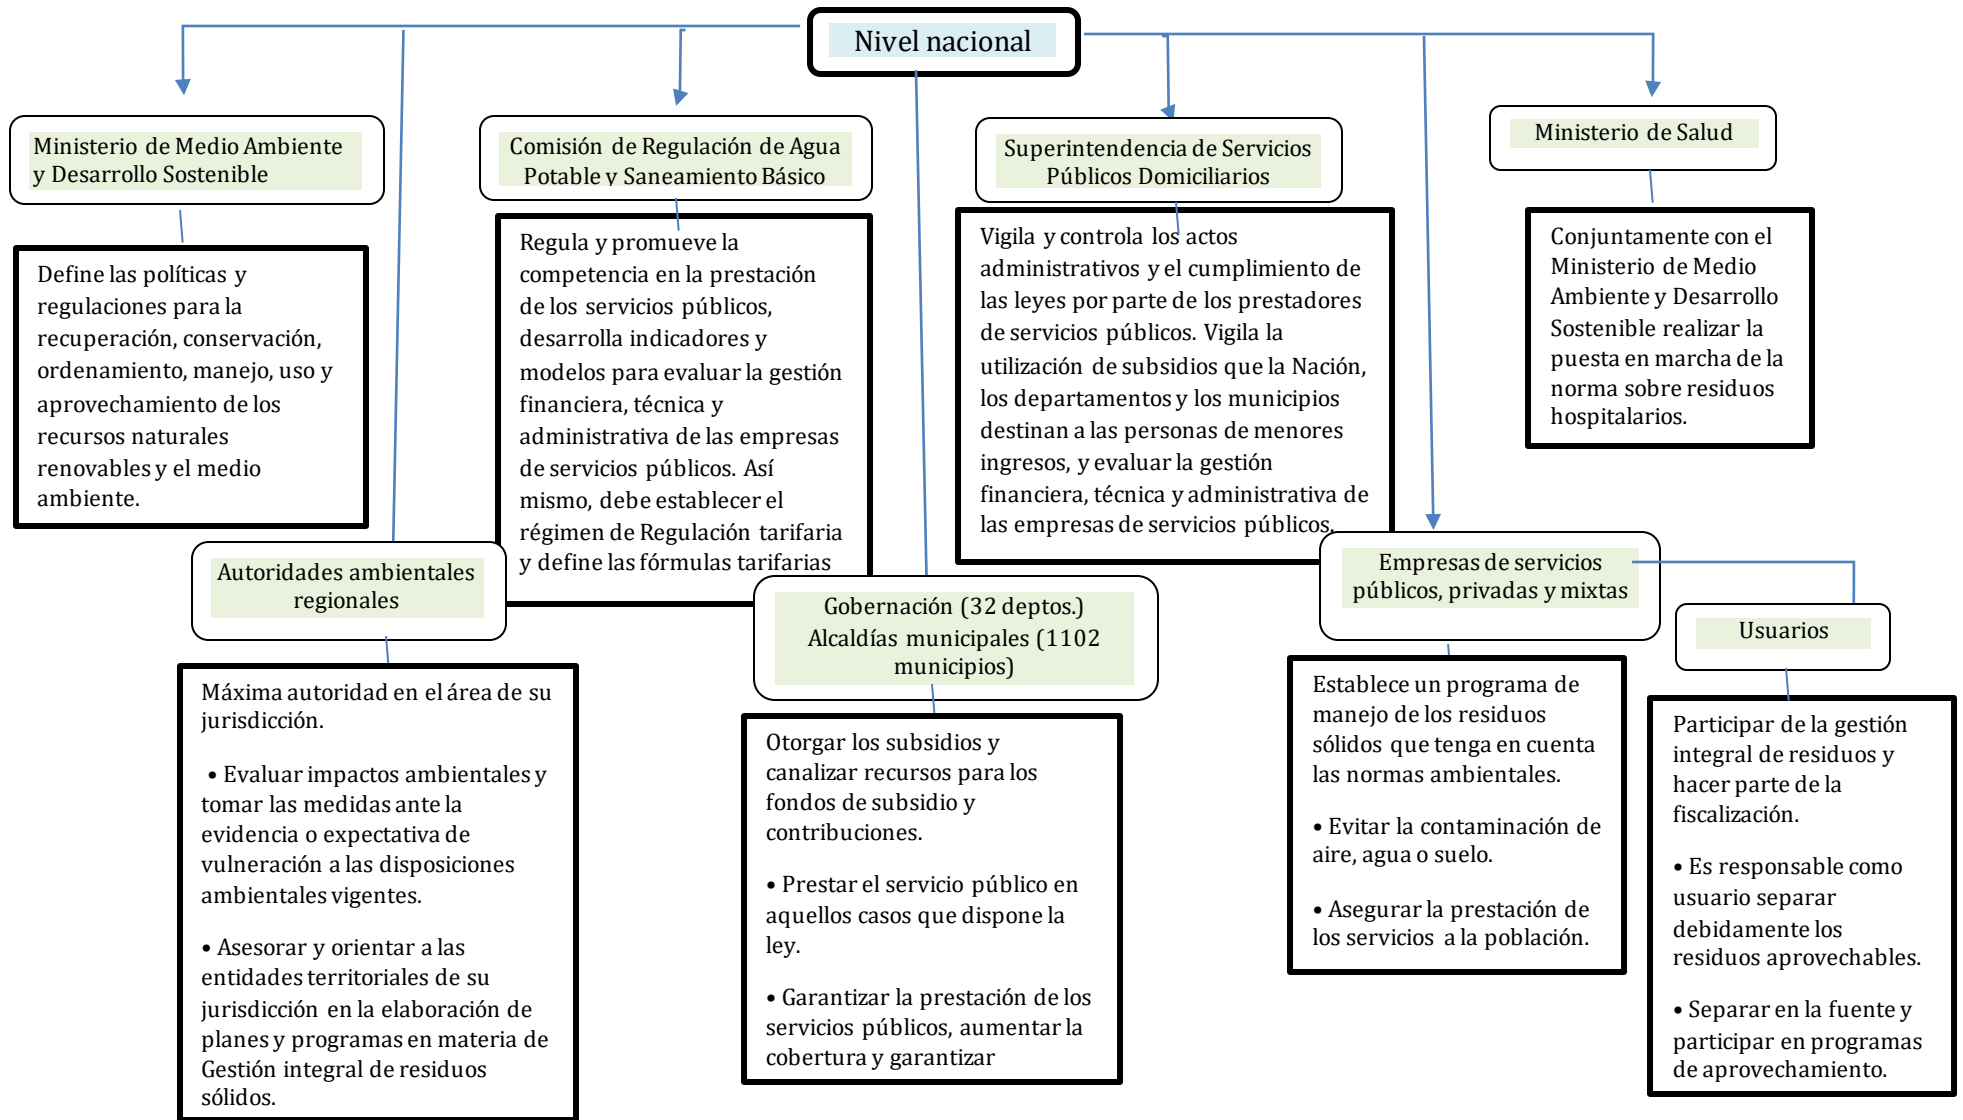 Nivel nacional
Ministerio de Medio Ambiente
y Desarrollo Sostenible
Comisión de Regulación de Agua
Potable y Saneamiento Básico
Superintendencia de Servicios
Públicos Domiciliarios
Ministerio de Salud
Define las políticas y
regulaciones para la
recuperación, conservación,
ordenamiento, manejo, uso y
aprovechamiento de los
recursos naturales
renovables y el medio
ambiente.
Regula y promueve la
competencia en la prestación
de los servicios públicos,
desarrolla indicadores y
modelos para evaluar la gestión
financiera, técnica y
administrativa de las empresas
de servicios públicos. Así
mismo, debe establecer el
régimen de Regulación tarifaria
y define las fórmulas tarifarias
Vigila y controla los actos
administrativos y el cumplimiento de
las leyes por parte de los prestadores
de servicios públicos. Vigila la
utilización de subsidios que la Nación,
los departamentos y los municipios
destinan a las personas de menores
ingresos, y evaluar la gestión
financiera, técnica y administrativa de
las empresas de servicios públicos.
Conjuntamente con el
Ministerio de Medio
Ambiente y Desarrollo
Sostenible realizar la
puesta en marcha de la
norma sobre residuos
hospitalarios.
Autoridades ambientales
regionales
Gobernación (32 deptos.)
Alcaldías municipales (1102
municipios)
Empresas de servicios
públicos, privadas y mixtas
Usuarios
Máxima autoridad en el área de su
jurisdicción.
• Evaluar impactos ambientales y
tomar las medidas ante la
evidencia o expectativa de
vulneración a las disposiciones
ambientales vigentes.
• Asesorar y orientar a las
entidades territoriales de su
jurisdicción en la elaboración de
planes y programas en materia de
Gestión integral de residuos
sólidos.
Otorgar los subsidios y
canalizar recursos para los
fondos de subsidio y
contribuciones.
• Prestar el servicio público en
aquellos casos que dispone la
ley.
• Garantizar la prestación de los
servicios públicos, aumentar la
cobertura y garantizar
Establece un programa de
manejo de los residuos
sólidos que tenga en cuenta
las normas ambientales.
• Evitar la contaminación de
aire, agua o suelo.
• Asegurar la prestación de
los servicios a la población.
Participar de la gestión
integral de residuos y
hacer parte de la
fiscalización.
• Es responsable como
usuario separar
debidamente los
residuos aprovechables.
• Separar en la fuente y
participar en programas
de aprovechamiento.